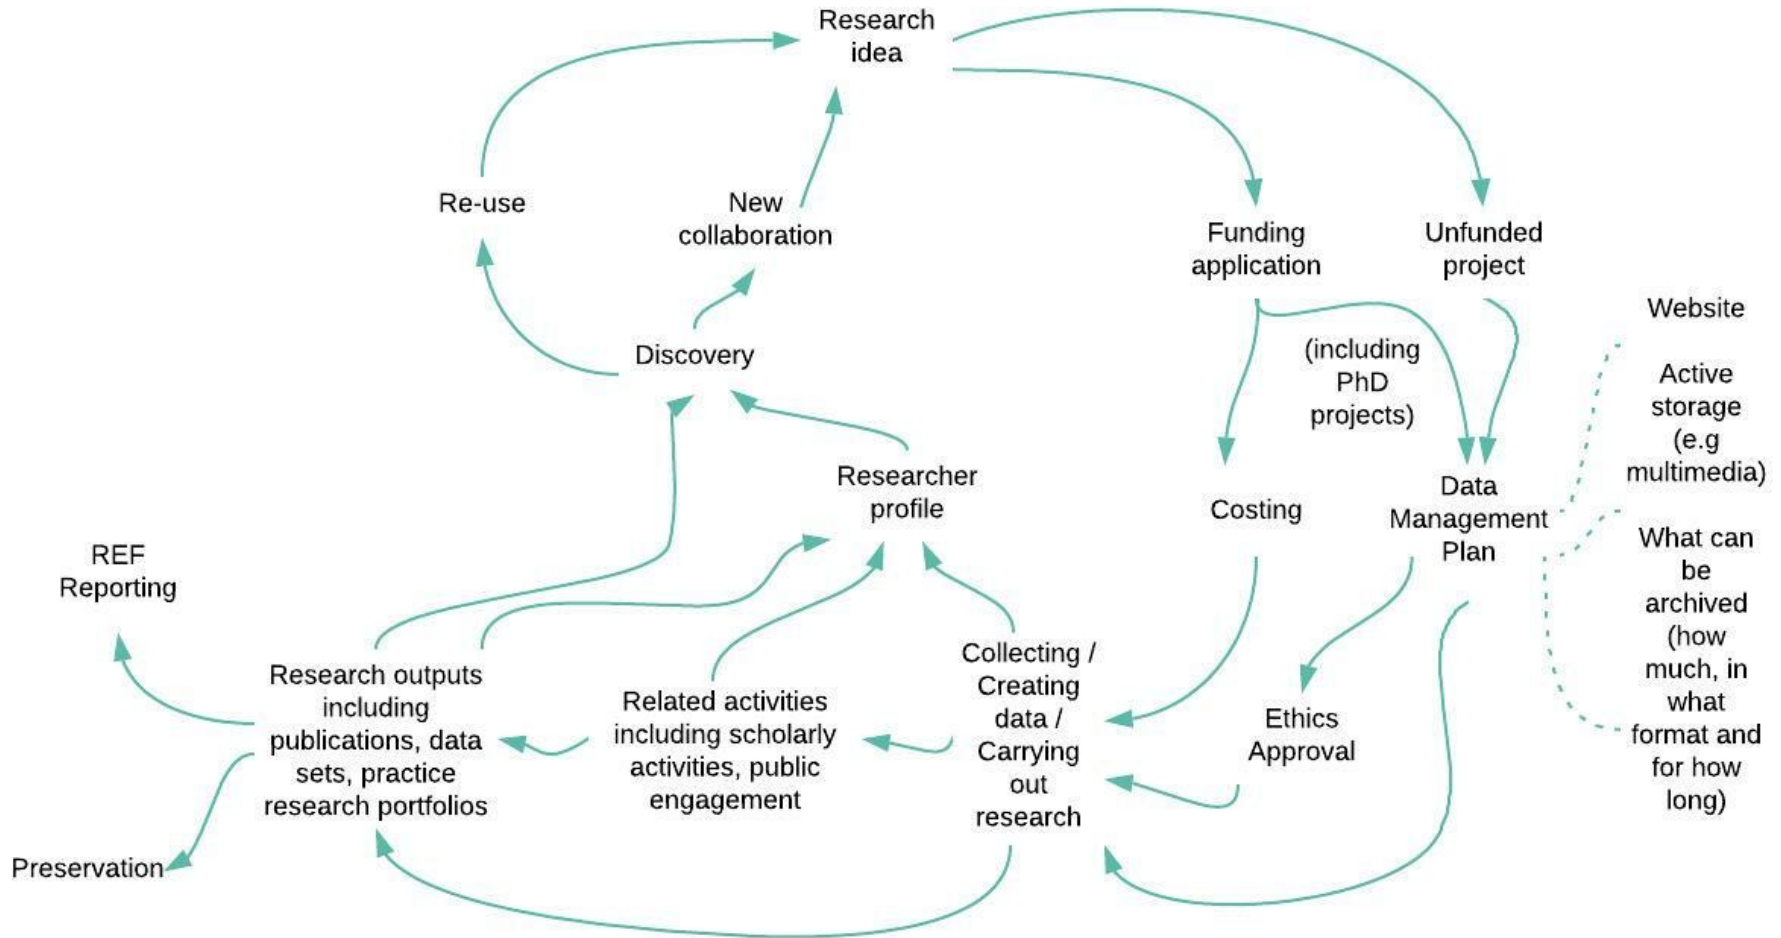 Research
idea
Re-use
New
collaboration
Funding
application
Unfunded
project
Discovery
(including
PhD
projects)
Website
Active
storage
(e.g
multimedia)
Researcher
profile
Costing
Data
Management
Plan
What can
be
archived
(how
much, in
what
format and
for how
long)
REF
Reporting
Research outputs
including
publications, data
sets, practice
research portfolios
Related activities
including scholarly
activities, public
engagement
Collecting /
Creating
data /
Carrying
out
research
Ethics
Approval
Preservation